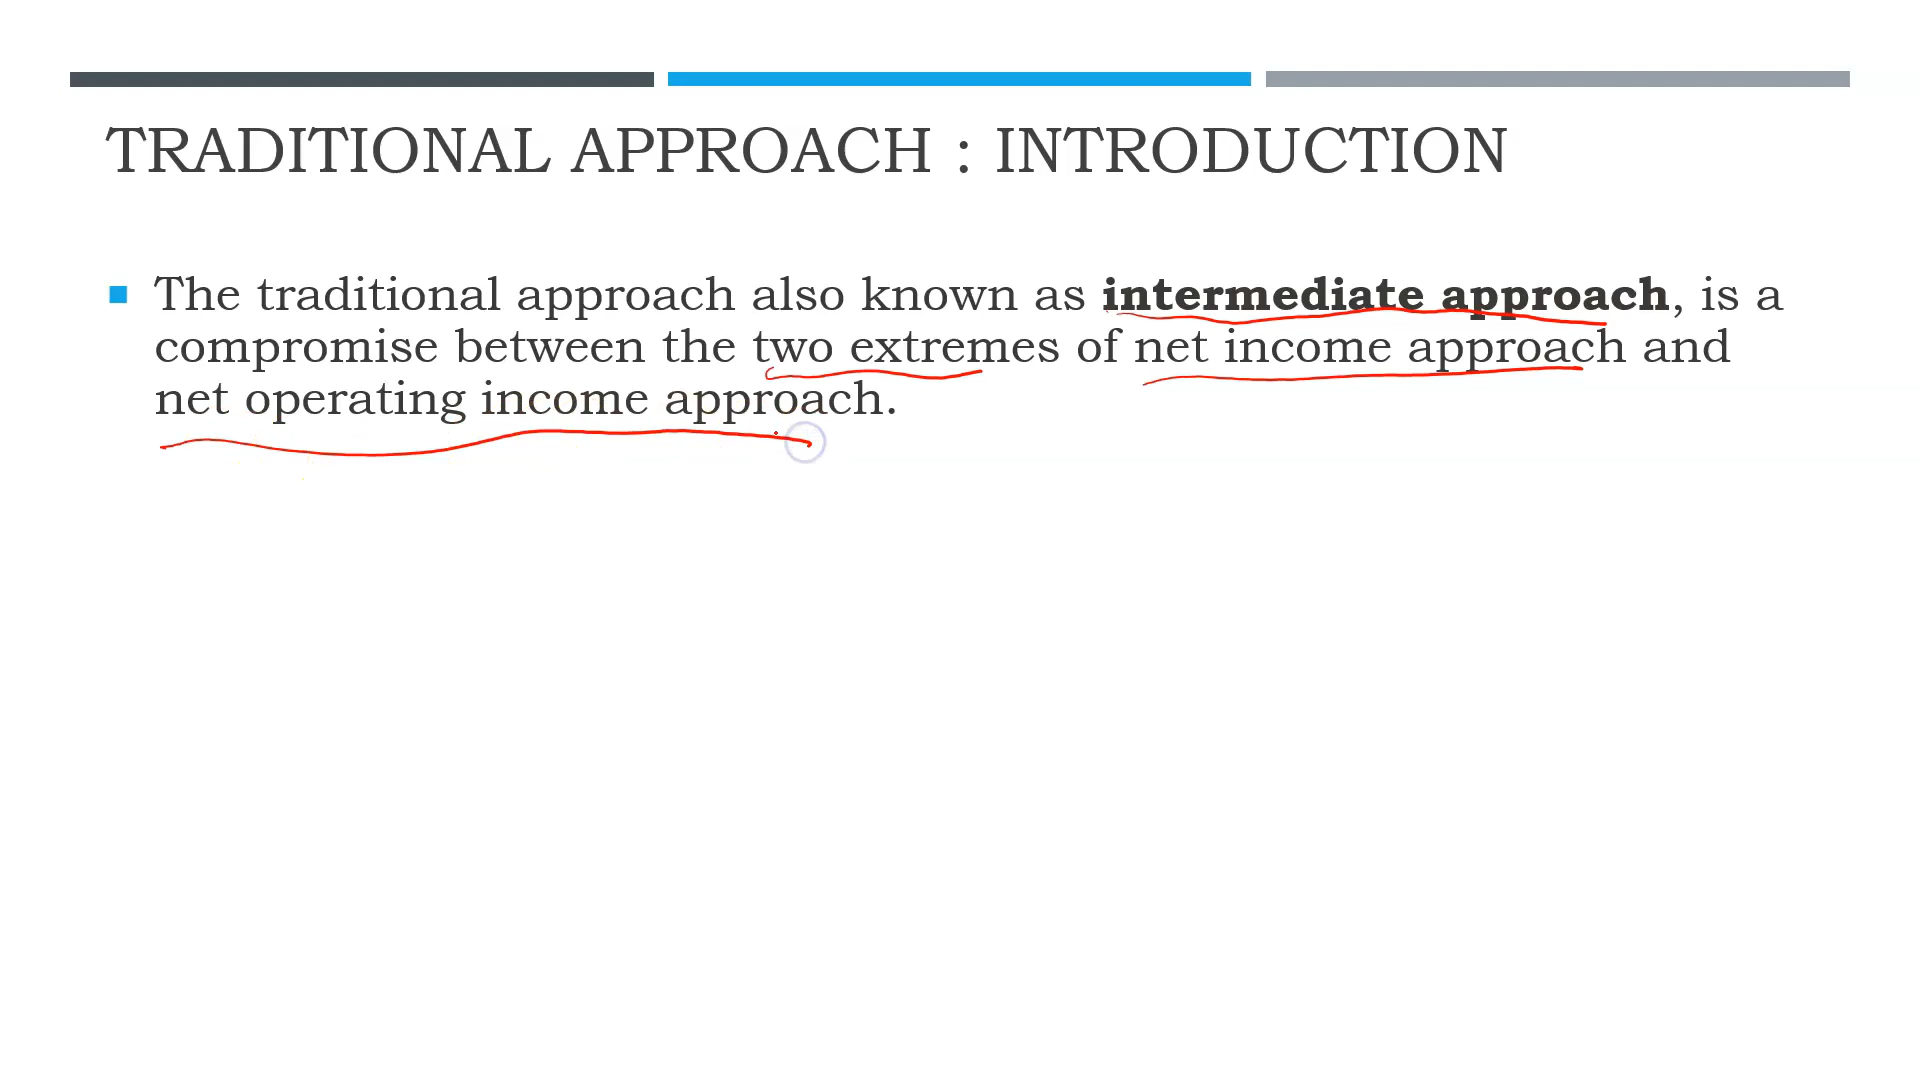 TRADITIONAL APPROACH : INTRODUCTION
The traditional approach also known as intermediate approach, is a
compromise between the two extremes of net income approach and
net operating income approach.